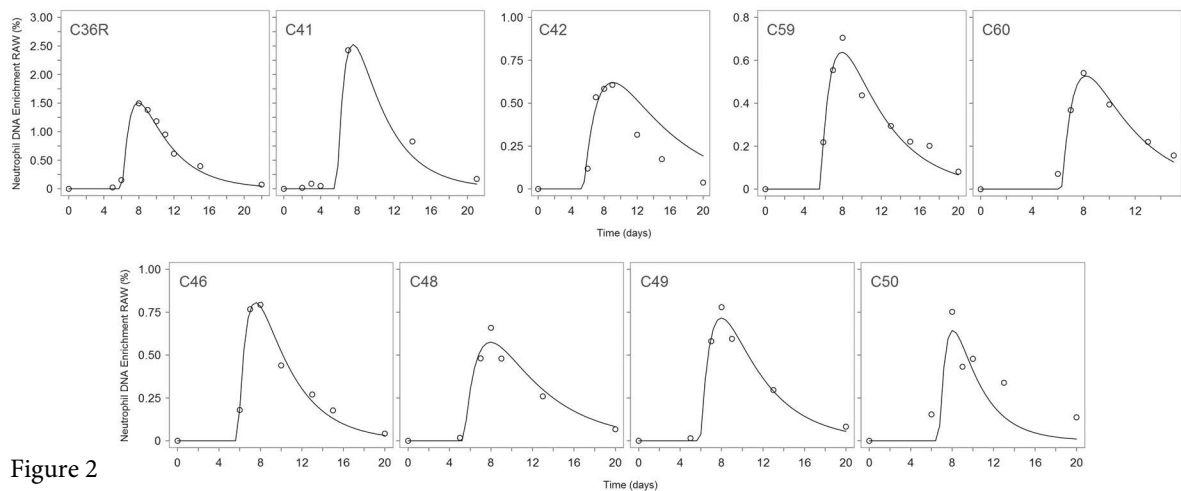 C36R
C41
C42
C59
C60
Neutrophil DNA Enrichment RAW (%)
3.00
2.50
2.00
1.50
1.00
0.50
0
1.00
0.75
0.50
0.25
0
0.8
0.6
0.4
0.2
0
0 4 8 12 16 20
0 4 8 12 16 20
0 4 8 12 16 20
0 4 8 12 16 20
0 4 8 12
Time (days)
C46
C48
C49
C50
Neutrophil DNA Enrichment RAW (%)
1.00
0.75
0.50
0.25
0
0 4 8 12 16 20
0 4 8 12 16 20
0 4 8 12 16 20
0 4 8 12 16 20
Time (days)
Figure 2